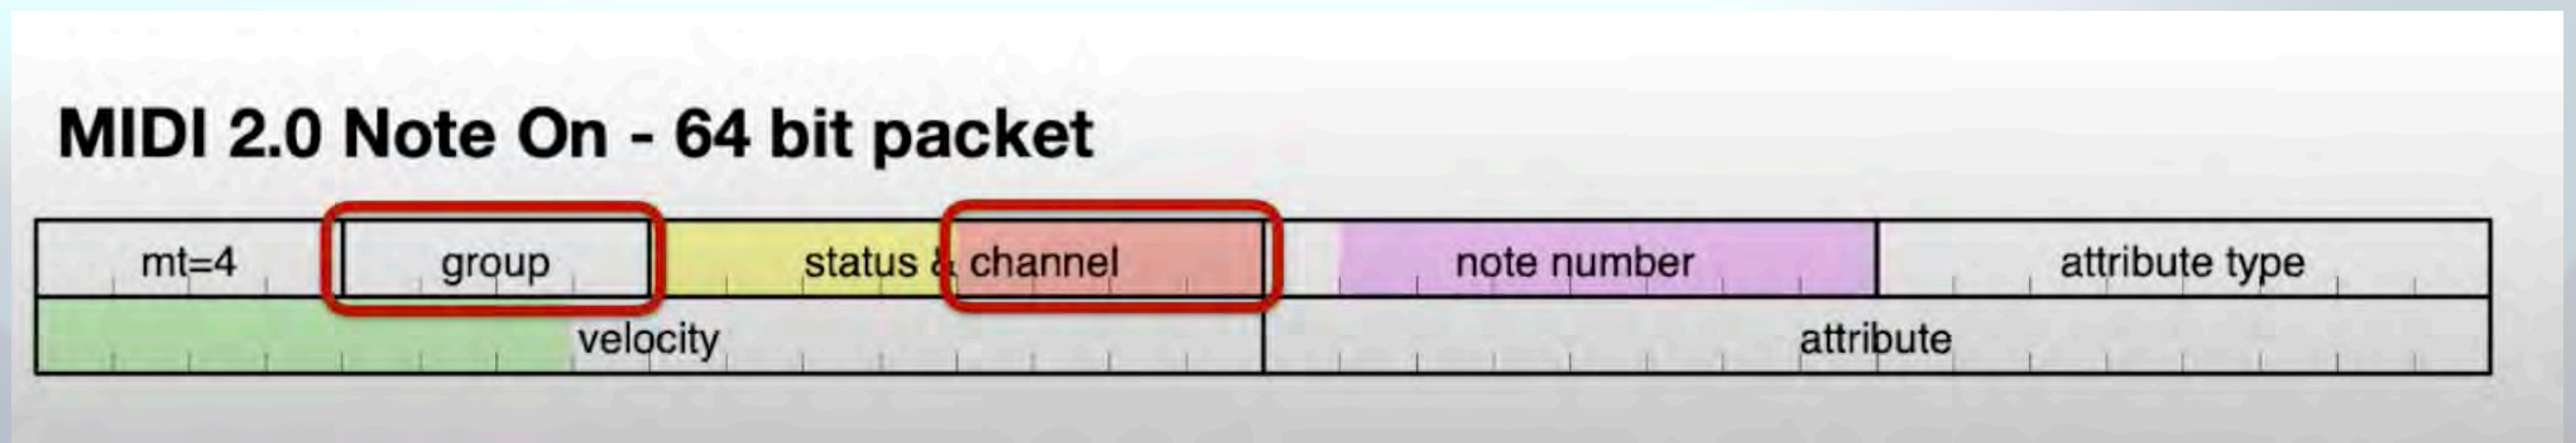 MIDI 2.0 Note On - 64 bit packet
mt=4 group status & channel note number attribute type
velocity attribute